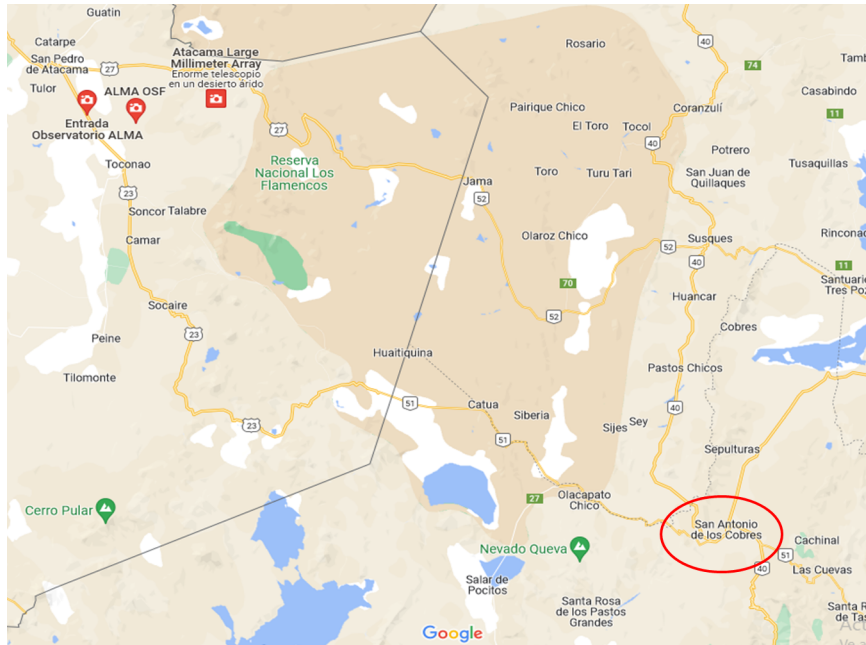 Guatin
Catarpe
San Pedro
de Atacama
27
Tulor
ALMA OSF
Atacama Large
Millimeter Array
Enorme telescopio
en un desierto árido
Entrada
Observatorio ALMA
27
Toconao
23
Soncor
Talabre
Camar
Reserva
Nacional Los
Flamencos
Rosario
40
74
Casabindo
Pairique Chico
Coranzulí
El Toro
Tocol
11
40
Potrero
Toro
Turu Tari
San Juan de
Quillaques
Tusaquillas
Jama
52
Olaroz Chico
52
Susques
40
11
Socaire
23
70
52
Huancar
Cobres
Peine
Tilomonte
Huaitiquina
Pastos Chicos
51
Catua
Siberia
Sijes
Sey
40
23
51
Sepulturas
Cerro Pular
27
Olacapato
Chico
San Antonio
de los Cobres
Cachinal
51
Nevado Queva
40
Las Cuevas
Salar de
Pocitos
Santa Rosa
de los Pastos
Grandes
Google